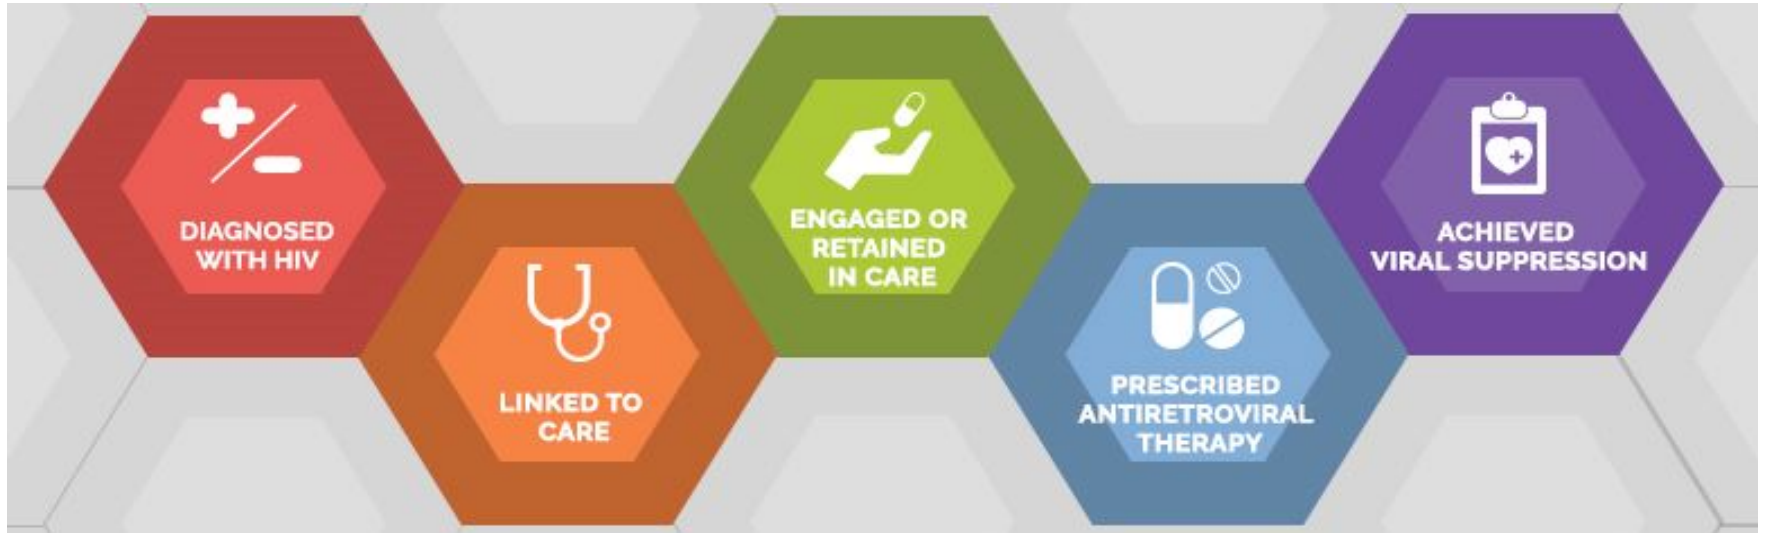 DIAGNOSED
WITH HIV
LINKED TO
CARE
ENGAGED OR
RETAINED
IN CARE
PRESCRIBED
ANTIRETROVIRAL
THERAPY
ACHIEVED
VIRAL SUPPRESSION